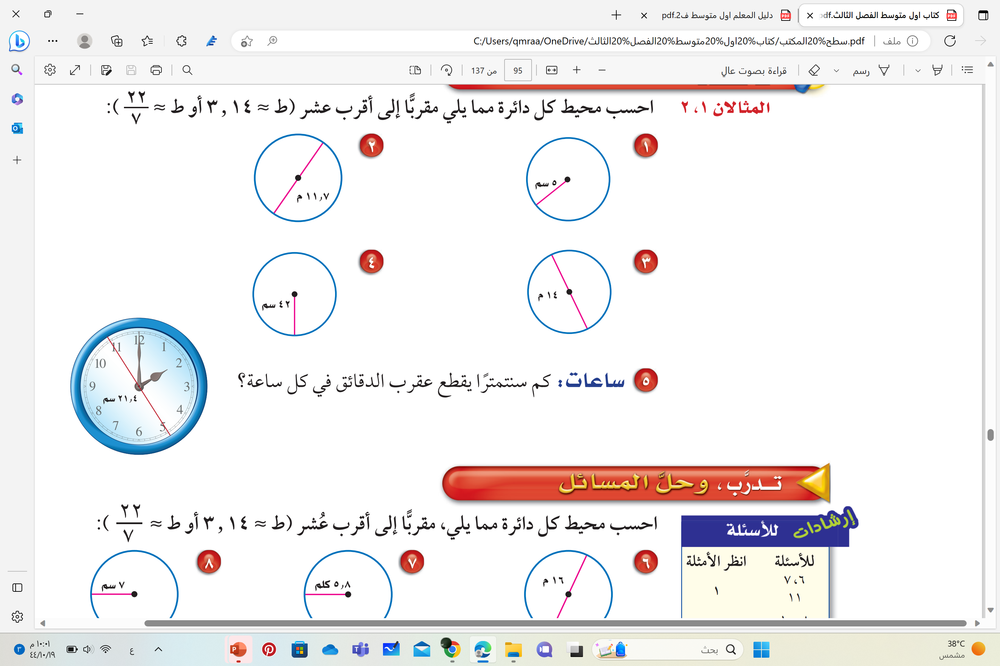 كتاب اول متوسط الفصل الثالث.pdf
دليل المعلم اول متوسط ف2.pdf
ملف
C:/Users/qmraa/OneDrive/سطح%20المكتب/كتاب%20اول%20متوسط%20الفصل%20الثالث.pdf
رسم
قراءة بصوت عالٍ
95
من 137
المثالان ١، ٢
احسب محيط كل دائرة مما يلي مقربًّا إلى أقرب عشر (ط ≈ ٣,١٤ أو ط ≈ ٢٢/٧):
١
٥ سم
٢
١١,٧ م
٣
١٤ م
٤
٤٢ سم
٥ ساعات: كم سنتمترًا يقطع عقرب الدقائق في كل ساعة؟
12
11
1
10
2
9
3
٢١,٤ سم
8
4
7
5
6
تـدرَّب، وحلَّ المسائل
احسب محيط كل دائرة مما يلي، مقربًّا إلى أقرب عُشر (ط ≈ ٣,١٤ أو ط ≈ ٢٢/٧):
إرشادات للأسئلة
للأسئلة
انظر الأمثلة
٦، ٧
١١
١
٦
١٦ م
٧
٥,٨ كلم
٨
٧ سم
38°C
مشمس
بحث
ع
١٠:٠١ م
٤٤/١٠/١٩
٣